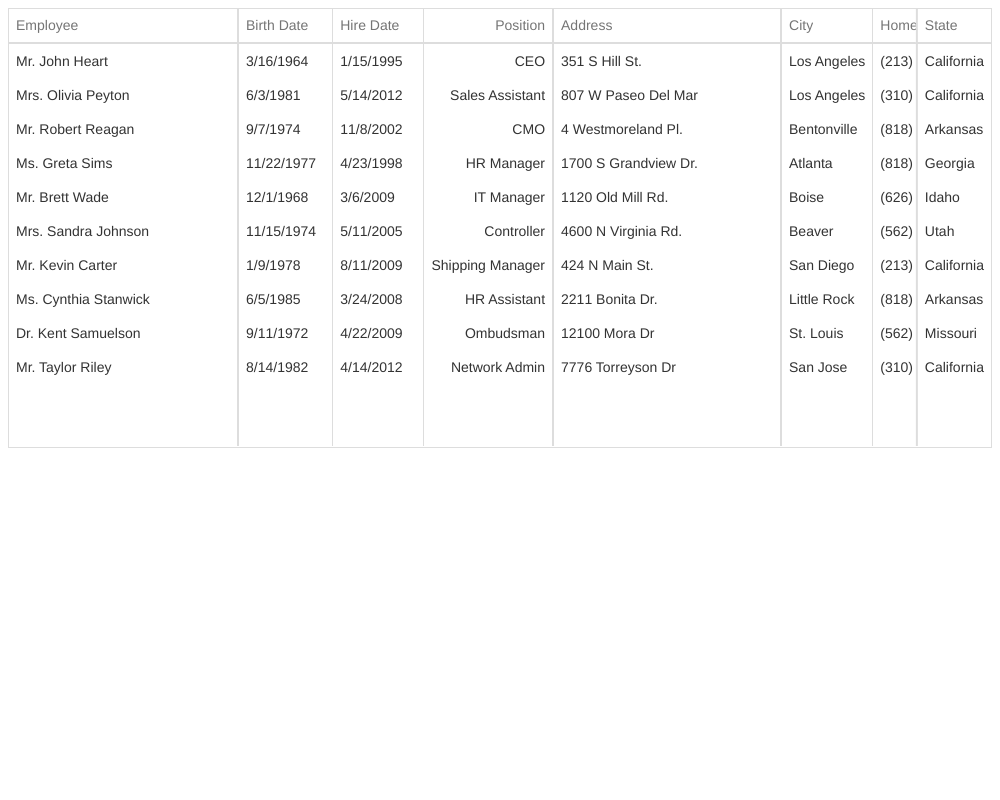 Employee Birth Date Hire Date Position Address City Home State
Mr. John Heart 3/16/1964 1/15/1995 CEO 351 S Hill St. Los Angeles (213) California
Mrs. Olivia Peyton 6/3/1981 5/14/2012 Sales Assistant 807 W Paseo Del Mar Los Angeles (310) California
Mr. Robert Reagan 9/7/1974 11/8/2002 CMO 4 Westmoreland Pl. Bentonville (818) Arkansas
Ms. Greta Sims 11/22/1977 4/23/1998 HR Manager 1700 S Grandview Dr. Atlanta (818) Georgia
Mr. Brett Wade 12/1/1968 3/6/2009 IT Manager 1120 Old Mill Rd. Boise (626) Idaho
Mrs. Sandra Johnson 11/15/1974 5/11/2005 Controller 4600 N Virginia Rd. Beaver (562) Utah
Mr. Kevin Carter 1/9/1978 8/11/2009 Shipping Manager 424 N Main St. San Diego (213) California
Ms. Cynthia Stanwick 6/5/1985 3/24/2008 HR Assistant 2211 Bonita Dr. Little Rock (818) Arkansas
Dr. Kent Samuelson 9/11/1972 4/22/2009 Ombudsman 12100 Mora Dr St. Louis (562) Missouri
Mr. Taylor Riley 8/14/1982 4/14/2012 Network Admin 7776 Torreyson Dr San Jose (310) California